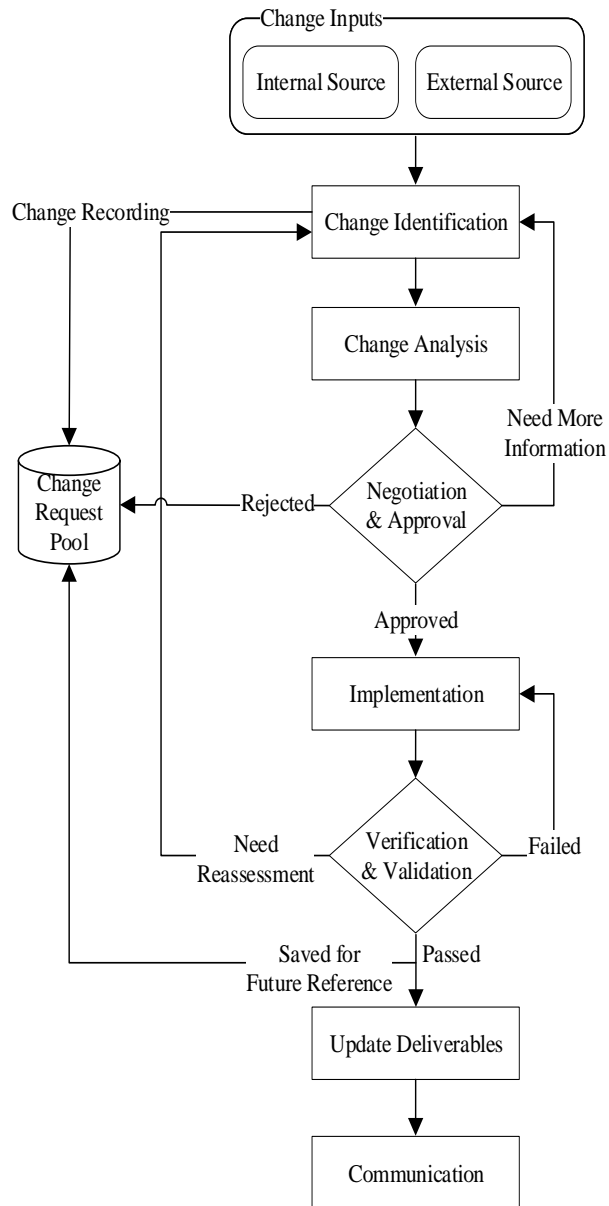 Change Inputs
Internal Source
External Source
Change Recording
Change Identification
Change Analysis
Need More
Information
Change
Request
Pool
Rejected
Negotiation
& Approval
Approved
Implementation
Need
Reassessment
Verification
& Validation
Failed
Saved for
Future Reference
Passed
Update Deliverables
Communication